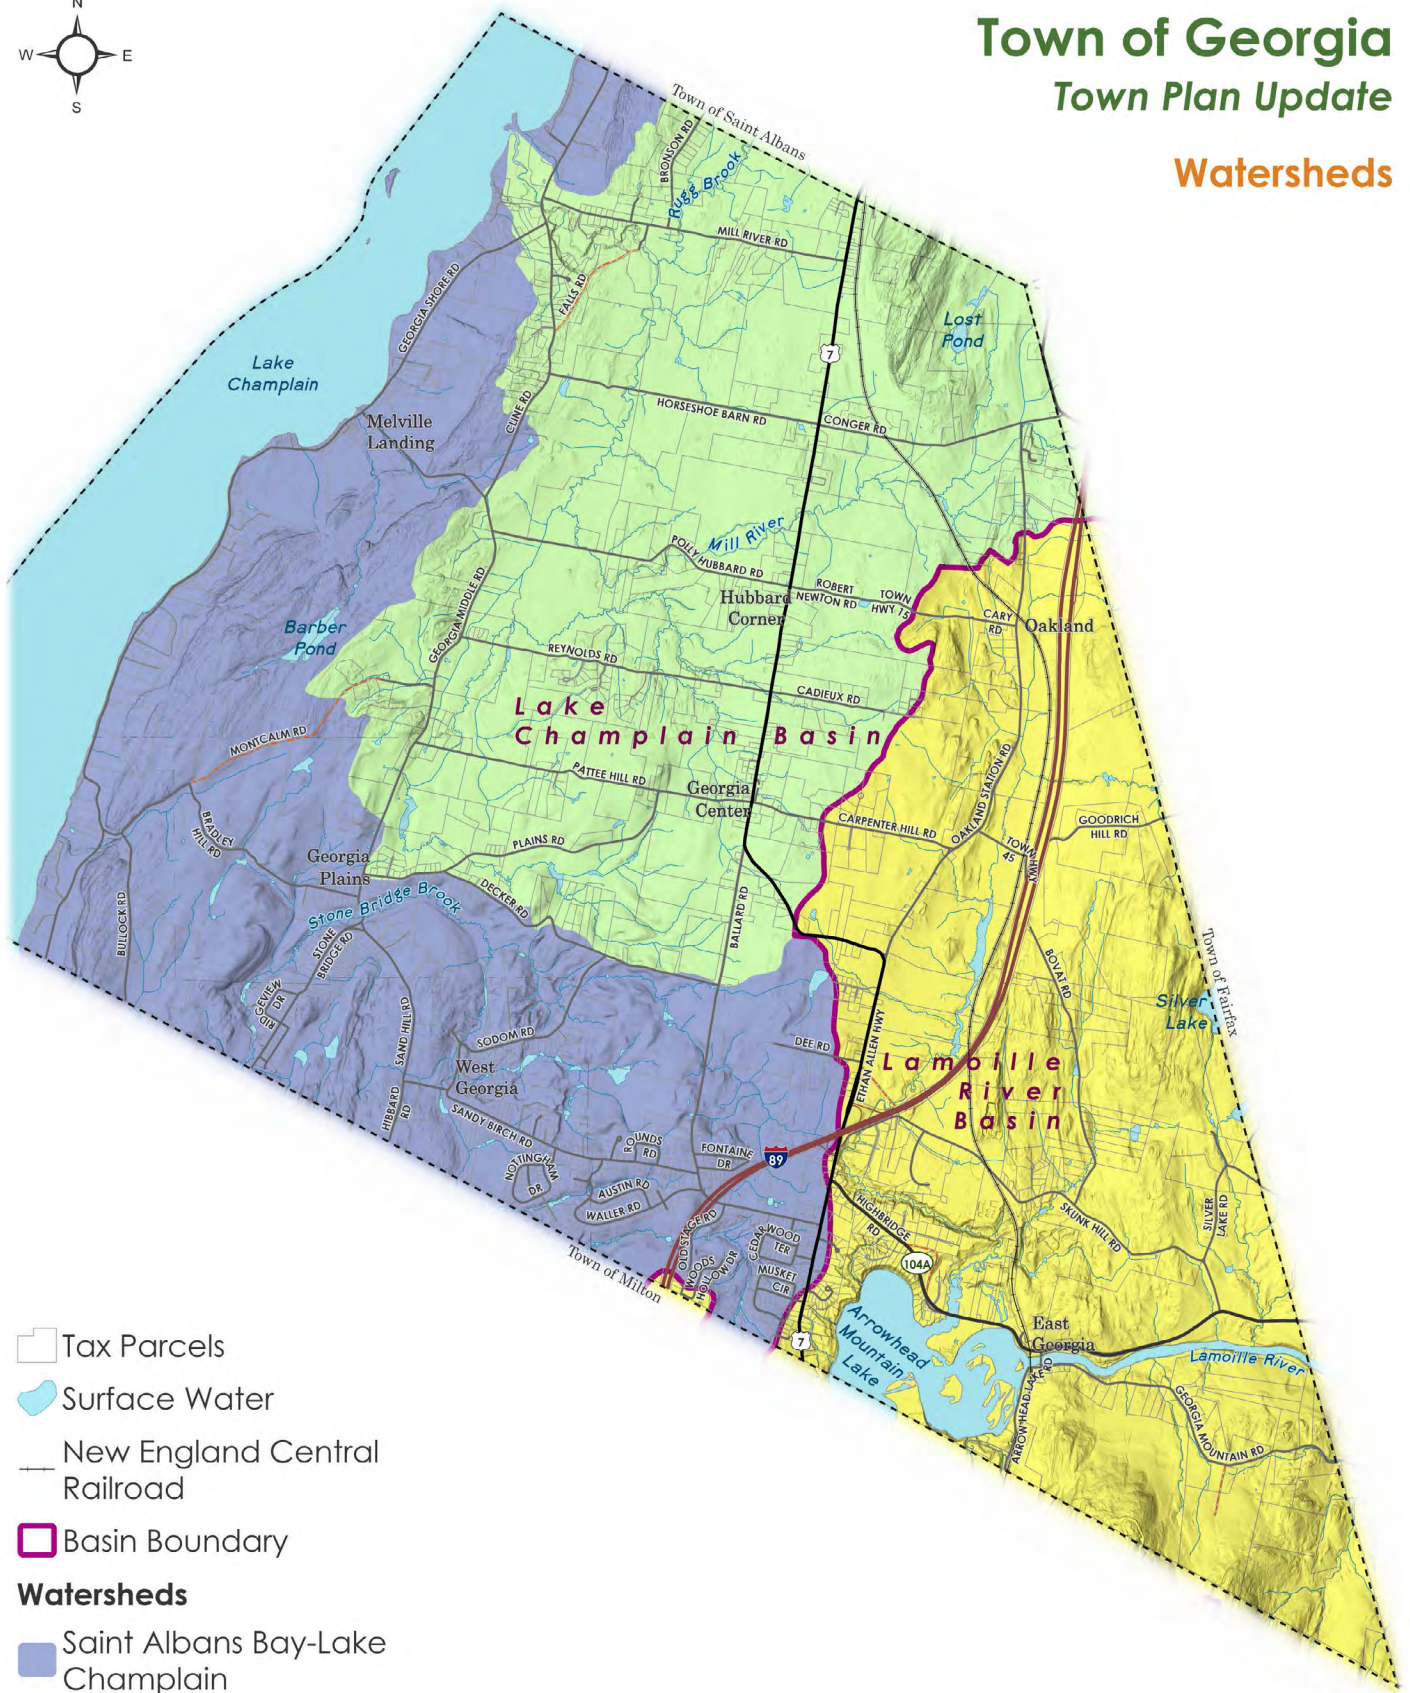 N
W
E
S
Town of Georgia
Town Plan Update
Watersheds
Town of Saint Albans
BRONSON RD
Rugg Brook
MILL RIVER RD
GEORGIA SHORE RD
FALLS RD
Lost
Pond
7
Lake
Champlain
Melville
Landing
CLINE RD
HORSESHOE BARN RD
CONGER RD
Mill River
POLLY HUBBARD RD
Hubbard
Corner
ROBERT
NEWTON RD
TOWN
HWY 15
CARY
RD
Oakland
Barber
Pond
GEORGIA MIDDLE RD
REYNOLDS RD
CADIEUX RD
Lake
Champlain Basin
MONTCALM RD
PATTEE HILL RD
Georgia
Center
OAKLAND STATION RD
CARPENTER HILL RD
GOODRICH
HILL RD
TOWN HWY
45
BRADLEY
HILL RD
PLAINS RD
Georgia
Plains
DECKER RD
Stone Bridge Brook
BULLOCK RD
STONE
BRIDGE RD
BALLARD RD
BOVAT RD
Town of Fairfax
Silver
Lake
RIDGEVIEW
DR
SAND HILL RD
SODOM RD
DEE RD
ETHAN ALLEN HWY
Lamoille
River
Basin
West
Georgia
HIBBARD
RD
SANDY BIRCH RD
ROUNDS
RD
FONTAINE
DR
89
NOTTINGHAM
DR
AUSTIN RD
WALLER RD
OLD STAGE RD
CEDARWOOD
TER
WOODS
HOLLOW DR
MUSKET
CIR
HIGHBRIDGE
RD
SKUNK HILL RD
SILVER
LAKE RD
104A
Town of Milton
7
Arrowhead
Mountain
Lake
East
Georgia
Lamoille River
ARROWHEAD LAKE RD
GEORGIA MOUNTAIN RD
Tax Parcels
Surface Water
New England Central
Railroad
Basin Boundary
Watersheds
Saint Albans Bay-Lake
Champlain